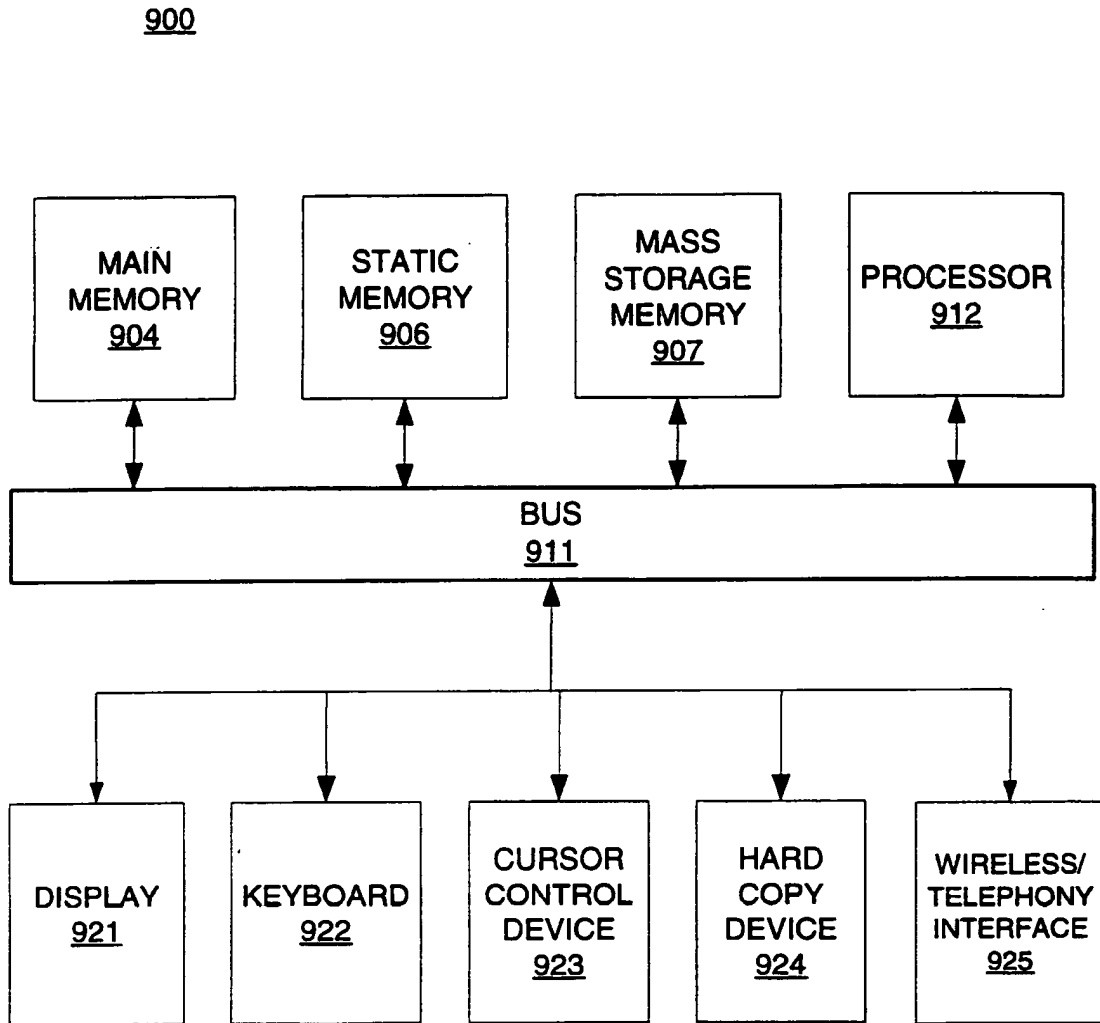 900
MAIN
MEMORY
904
STATIC
MEMORY
906
MASS
STORAGE
MEMORY
907
PROCESSOR
912
BUS
911
DISPLAY
921
KEYBOARD
922
CURSOR
CONTROL
DEVICE
923
HARD
COPY
DEVICE
924
WIRELESS/
TELEPHONY
INTERFACE
925